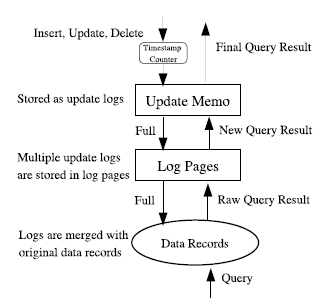 Insert, Update, Delete
Timestamp
Counter
Final Query Result
Stored as update logs
Update Memo
Full
New Query Result
Multiple update logs
are stored in log pages
Log Pages
Full
Raw Query Result
Logs are merged with
original data records
Data Records
Query